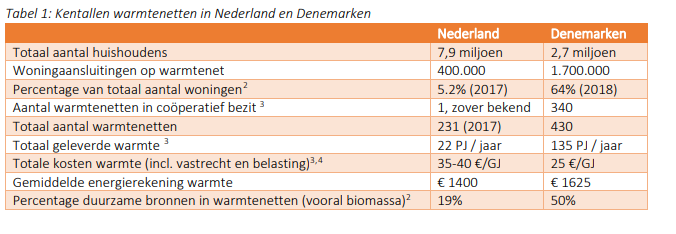 Tabel 1: Kentallen warmtenetten in Nederland en Denemarken
Nederland Denemarken
Totaal aantal huishoudens 7,9 miljoen 2,7 miljoen
Woningaansluitingen op warmtenet 400.000 1.700.000
Percentage van totaal aantal woningen2 5.2% (2017) 64% (2018)
Aantal warmtenetten in coöperatief bezit 3 1, zover bekend 340
Totaal aantal warmtenetten 231 (2017) 430
Totaal geleverde warmte 3 22 PJ / jaar 135 PJ / jaar
Totale kosten warmte (incl. vastrecht en belasting)3,4 35-40 €/GJ 25 €/GJ
Gemiddelde energierekening warmte € 1400 € 1625
Percentage duurzame bronnen in warmtenetten (vooral biomassa)2 19% 50%